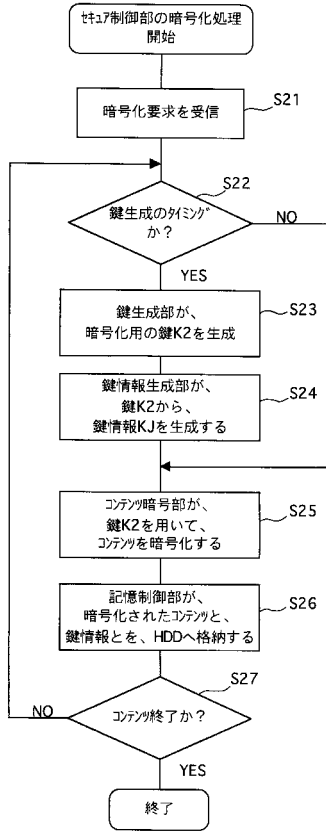 ｾｷｭｱ制御部の暗号化処理
開始
S21
暗号化要求を受信
S22
鍵生成のﾀｲﾐﾝｸﾞ
か？
NO
YES
S23
鍵生成部が、
暗号化用の鍵K2を生成
S24
鍵情報生成部が、
鍵K2から、
鍵情報KJを生成する
S25
ｺﾝﾃﾝﾂ暗号部が、
鍵K2を用いて、
ｺﾝﾃﾝﾂを暗号化する
S26
記憶制御部が、
暗号化されたｺﾝﾃﾝﾂと、
鍵情報とを、HDDへ格納する
S27
NO
ｺﾝﾃﾝﾂ終了か？
YES
終了